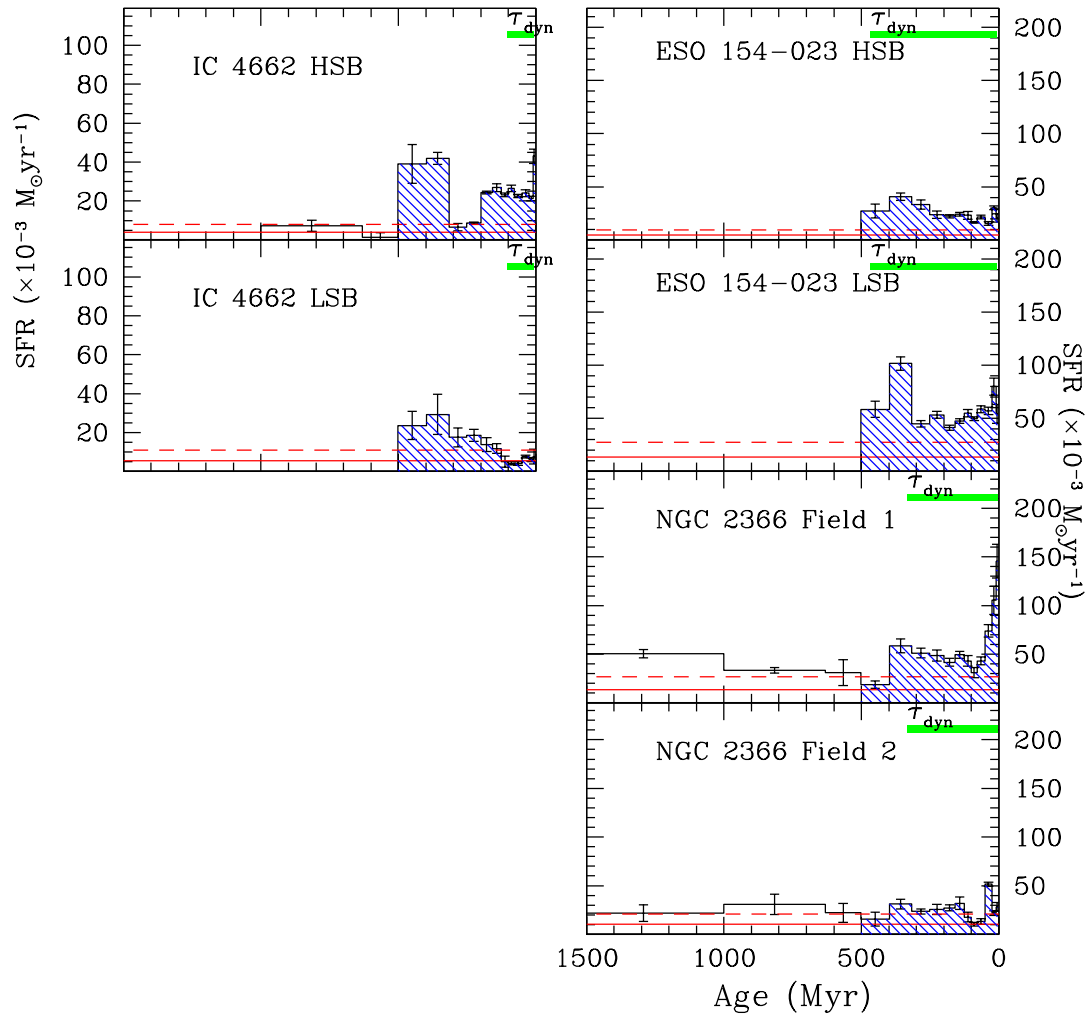 τdyn
IC 4662 HSB
100
80
60
40
20
τdyn
IC 4662 LSB
100
80
60
40
20
SFR (×10⁻³ M⊙yr⁻¹)
τdyn
ESO 154−023 HSB
200
150
100
50
τdyn
ESO 154−023 LSB
200
150
100
50
τdyn
NGC 2366 Field 1
200
150
100
50
τdyn
NGC 2366 Field 2
200
150
100
50
0
SFR (×10⁻³ M⊙yr⁻¹)
1500 1000 500 0
Age (Myr)